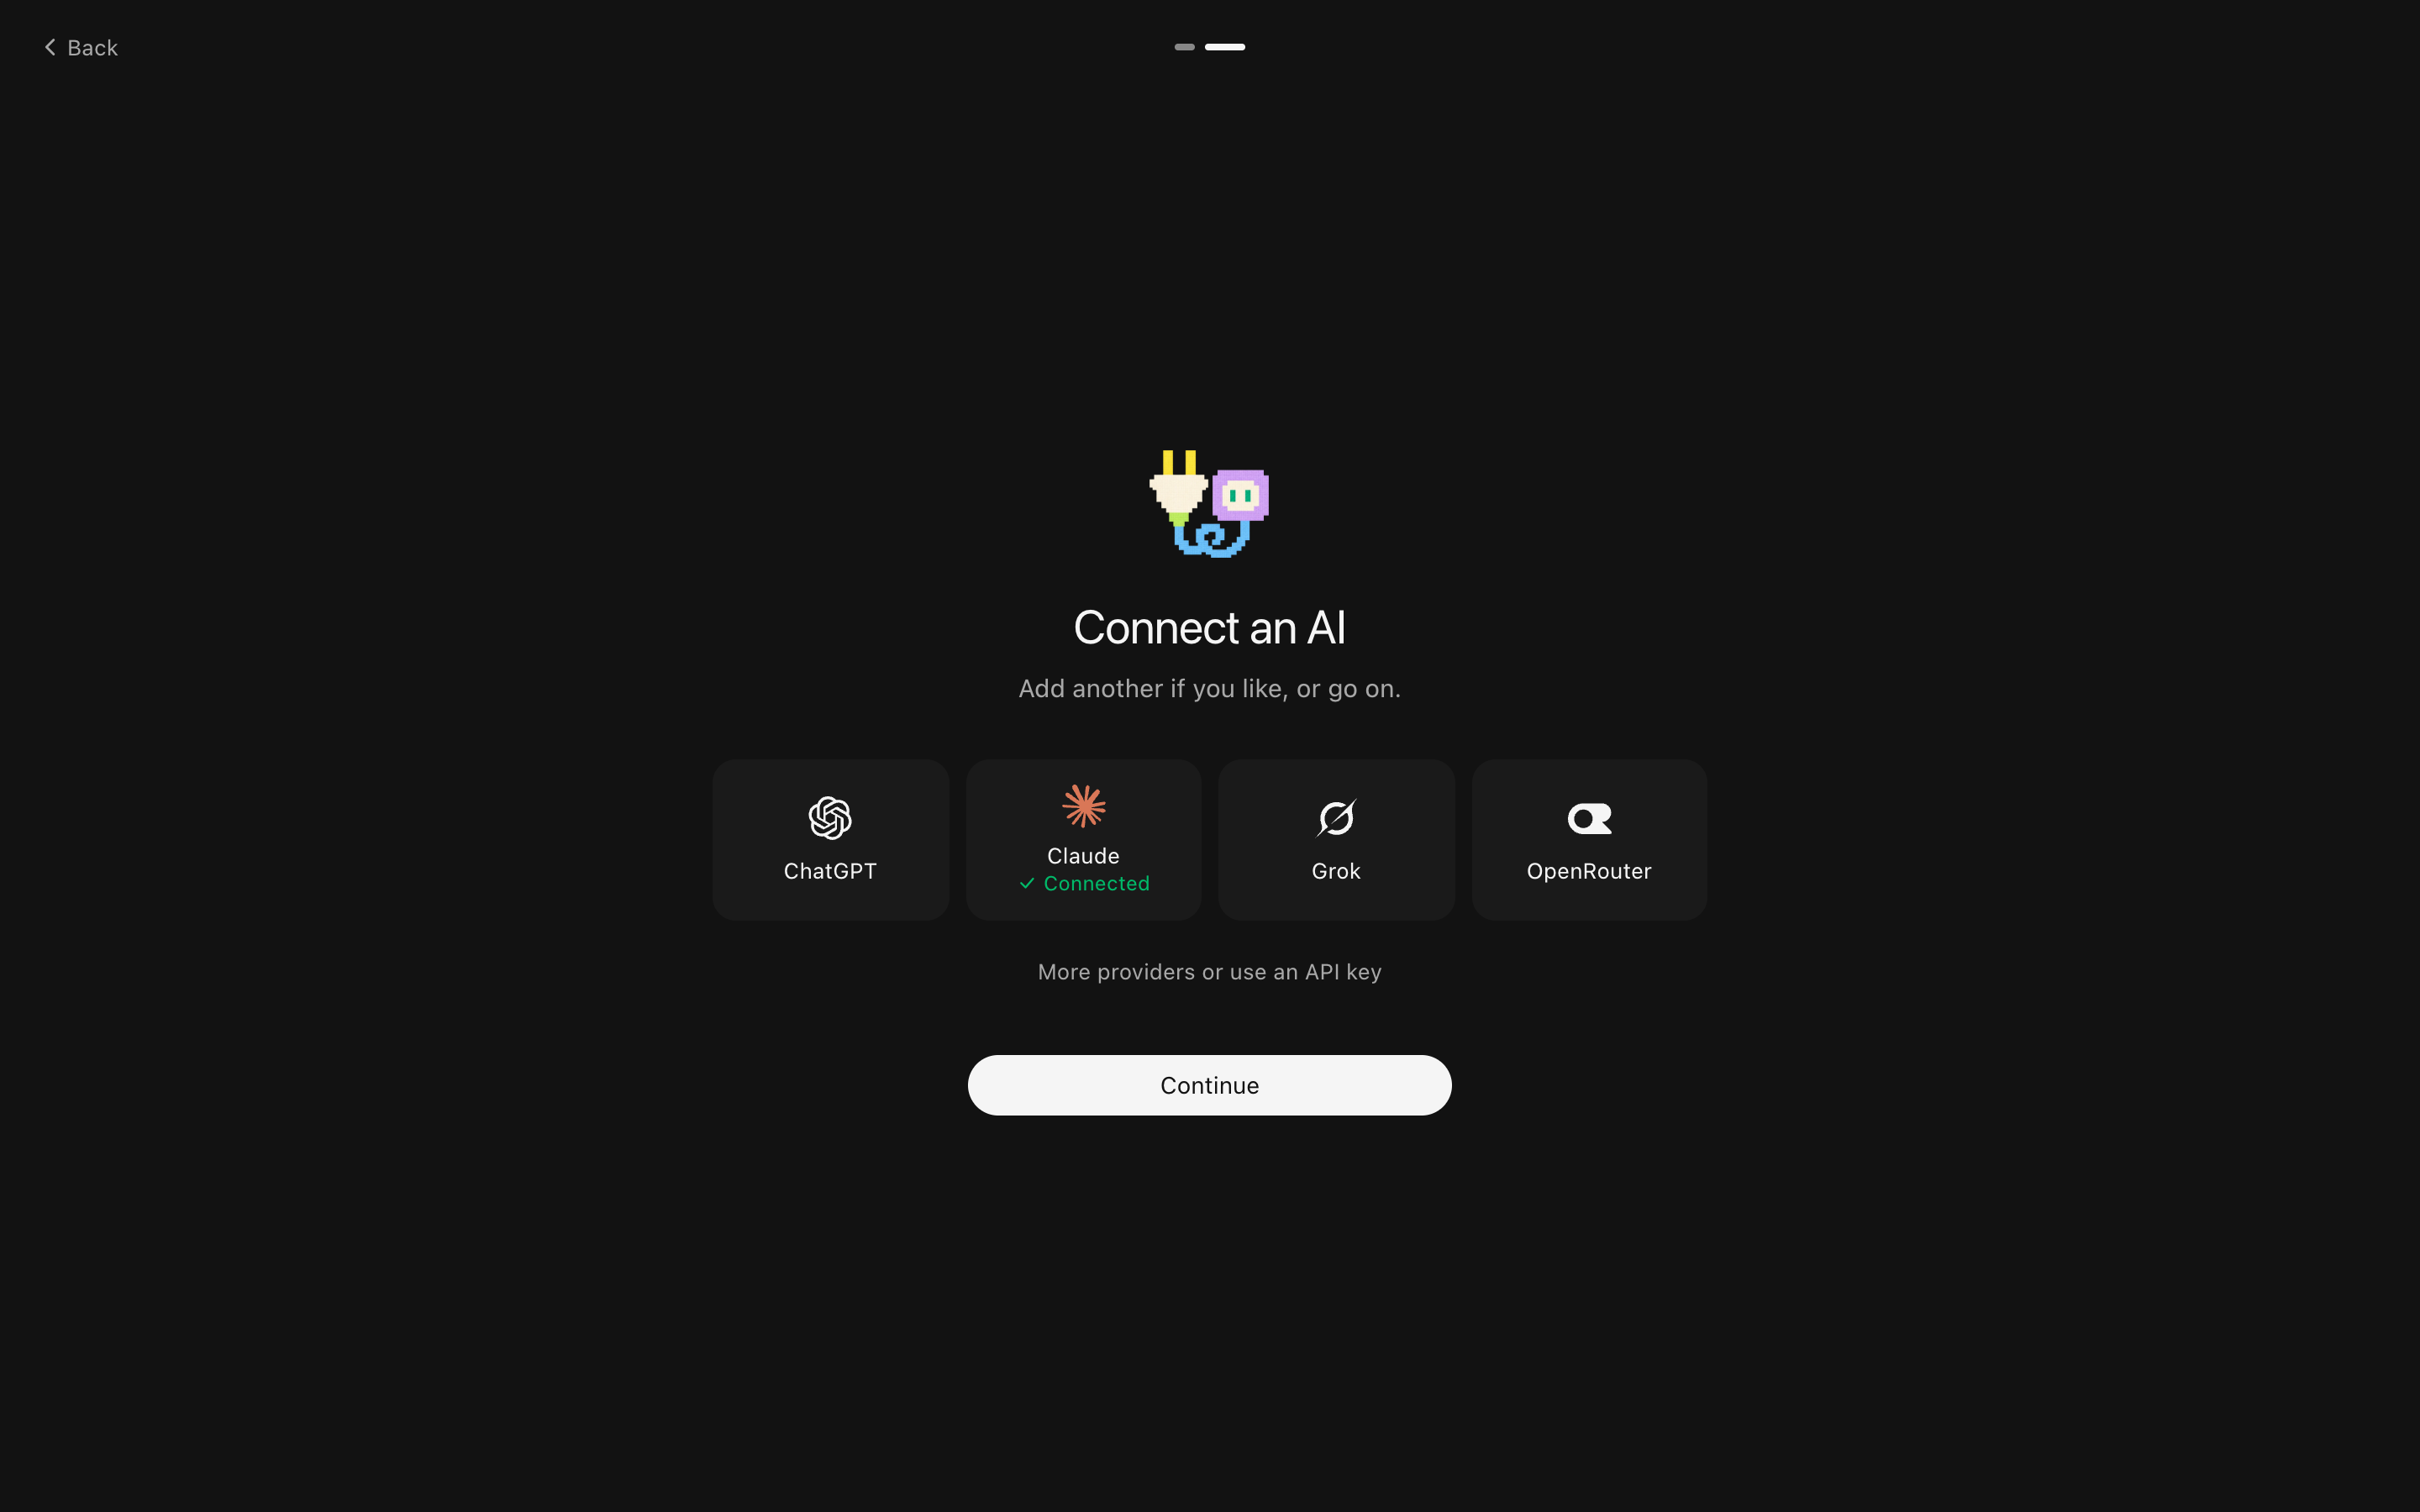 Back
Connect an AI
Add another if you like, or go on.
ChatGPT
Claude
Connected
Grok
OpenRouter
More providers or use an API key
Continue